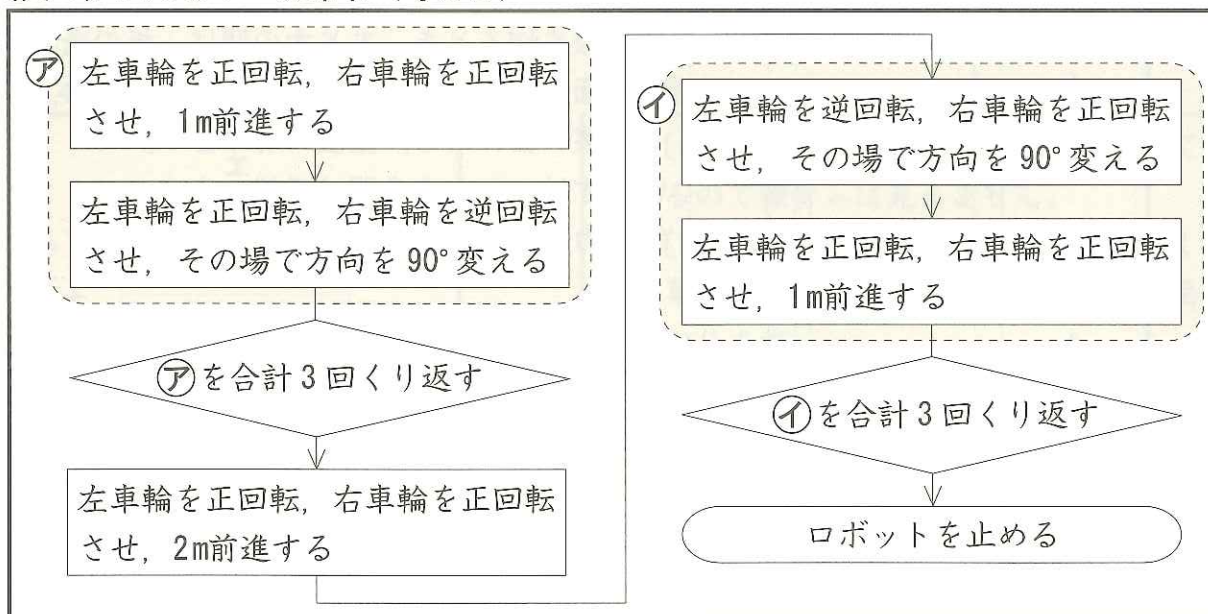 ㋐
左車輪を正回転，右車輪を正回転
させ，1m前進する
左車輪を正回転，右車輪を逆回転
させ，その場で方向を90°変える
㋐を合計3回くり返す
左車輪を正回転，右車輪を正回転
させ，2m前進する
㋑
左車輪を逆回転，右車輪を正回転
させ，その場で方向を90°変える
左車輪を正回転，右車輪を正回転
させ，1m前進する
㋑を合計3回くり返す
ロボットを止める